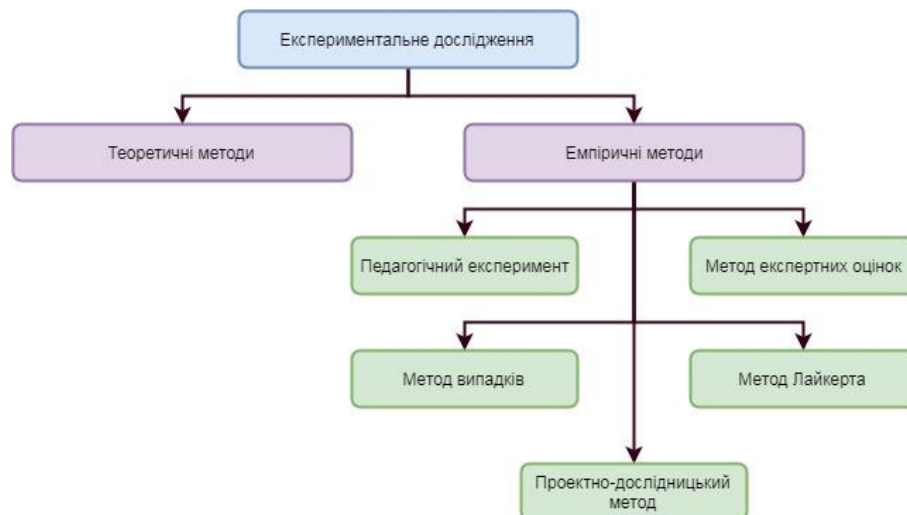 Експериментальне дослідження
Теоретичні методи
Емпіричні методи
Педагогічний експеримент
Метод експертних оцінок
Метод випадків
Метод Лайкерта
Проектно-дослідницький
метод